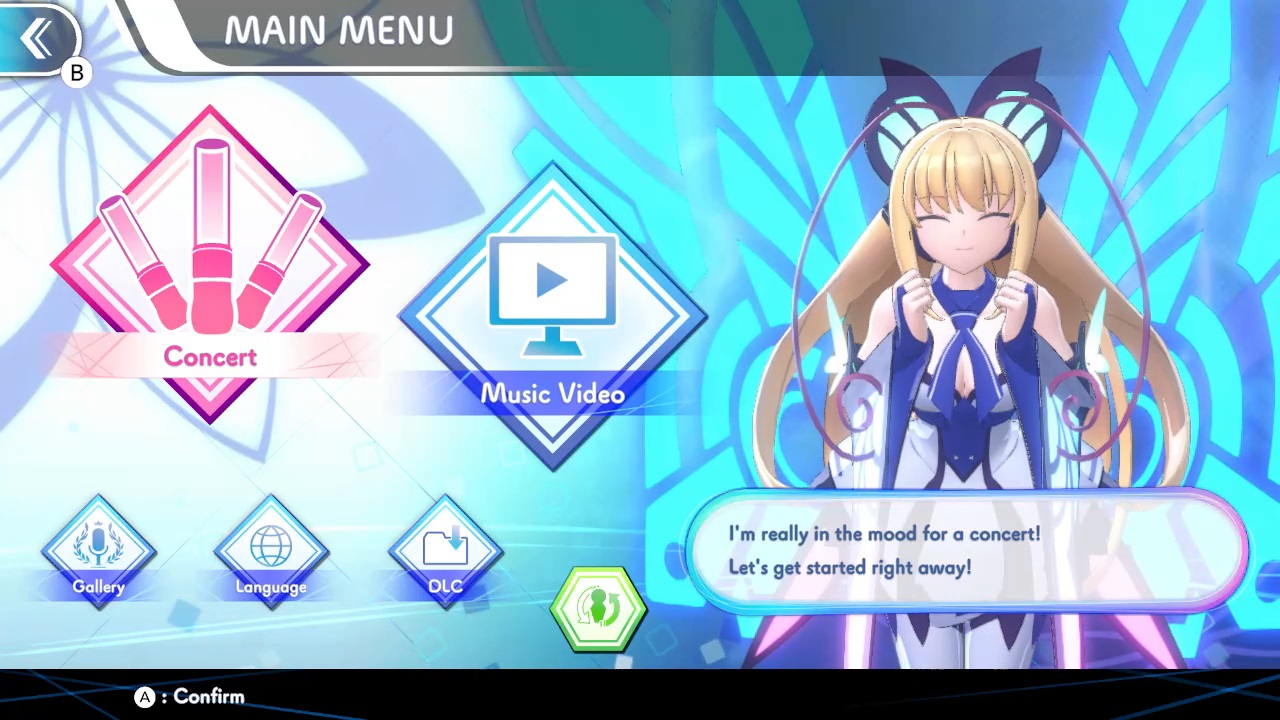 MAIN MENU
B
Concert
Music Video
Gallery
Language
DLC
I'm really in the mood for a concert!
Let's get started right away!
A : Confirm